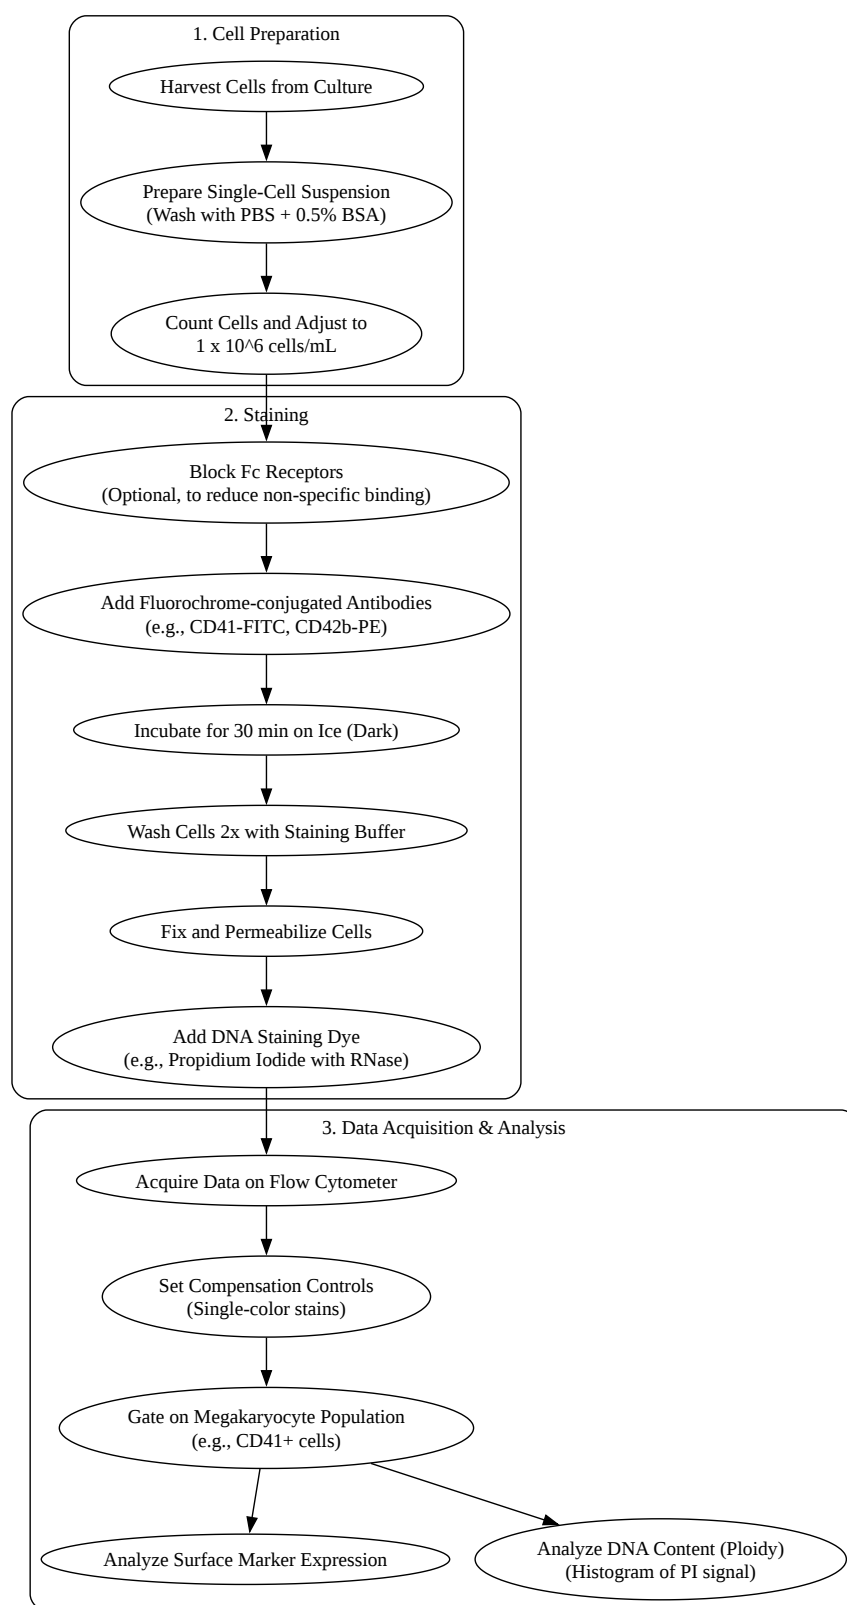 1. Cell Preparation
Harvest Cells from Culture
Prepare Single-Cell Suspension
(Wash with PBS + 0.5% BSA)
Count Cells and Adjust to
1 x 10^6 cells/mL
2. Staining
Block Fc Receptors
(Optional, to reduce non-specific binding)
Add Fluorochrome-conjugated Antibodies
(e.g., CD41-FITC, CD42b-PE)
Incubate for 30 min on Ice (Dark)
Wash Cells 2x with Staining Buffer
Fix and Permeabilize Cells
Add DNA Staining Dye
(e.g., Propidium Iodide with RNase)
3. Data Acquisition & Analysis
Acquire Data on Flow Cytometer
Set Compensation Controls
(Single-color stains)
Gate on Megakaryocyte Population
(e.g., CD41+ cells)
Analyze Surface Marker Expression
Analyze DNA Content (Ploidy)
(Histogram of PI signal)